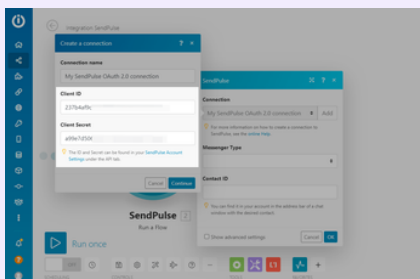 Integration SendPulse
Create a connection
? ×
Connection name
My SendPulse OAuth 2.0 connection
Client ID
237b4af9c
Client Secret
The ID and Secret can be found in your SendPulse Account
Settings under the API tab.
Cancel
Continue
SendPulse
? ×
Connection
My SendPulse OAuth 2.0 connection
Add
For more information on how to create a connection to
SendPulse, see the online Help.
Messenger Type
Contact ID
You can find it in your account in the address bar of a chat
window with the desired contact.
Show advanced settings
Cancel
OK
SendPulse 2
Run a Flow
Run once